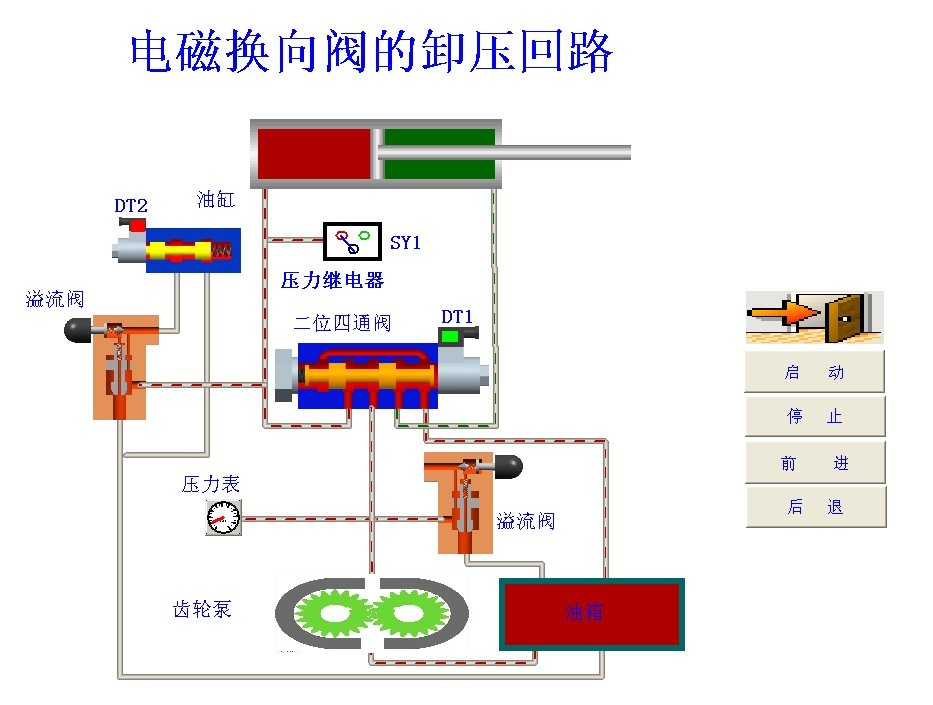 电磁换向阀的卸压回路
DT2
油缸
SY1
压力继电器
溢流阀
二位四通阀
DT1
启 动
停 止
前 进
后 退
压力表
溢流阀
齿轮泵
油箱